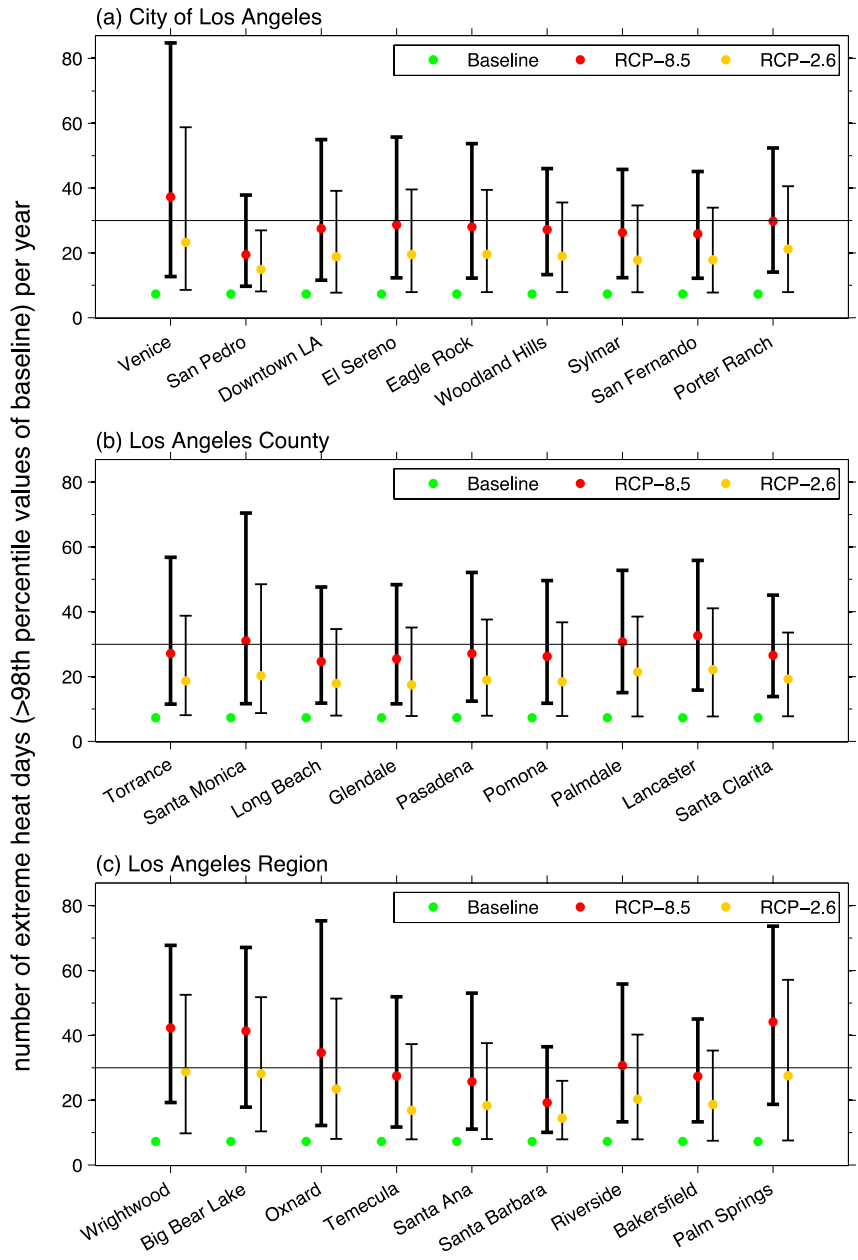 number of extreme heat days (>98th percentile values of baseline) per year
(a) City of Los Angeles
Baseline RCP−8.5 RCP−2.6
80
60
40
20
0
Venice
San Pedro
Downtown LA
El Sereno
Eagle Rock
Woodland Hills
Sylmar
San Fernando
Porter Ranch
(b) Los Angeles County
Baseline RCP−8.5 RCP−2.6
80
60
40
20
0
Torrance
Santa Monica
Long Beach
Glendale
Pasadena
Pomona
Palmdale
Lancaster
Santa Clarita
(c) Los Angeles Region
Baseline RCP−8.5 RCP−2.6
80
60
40
20
0
Wrightwood
Big Bear Lake
Oxnard
Temecula
Santa Ana
Santa Barbara
Riverside
Bakersfield
Palm Springs